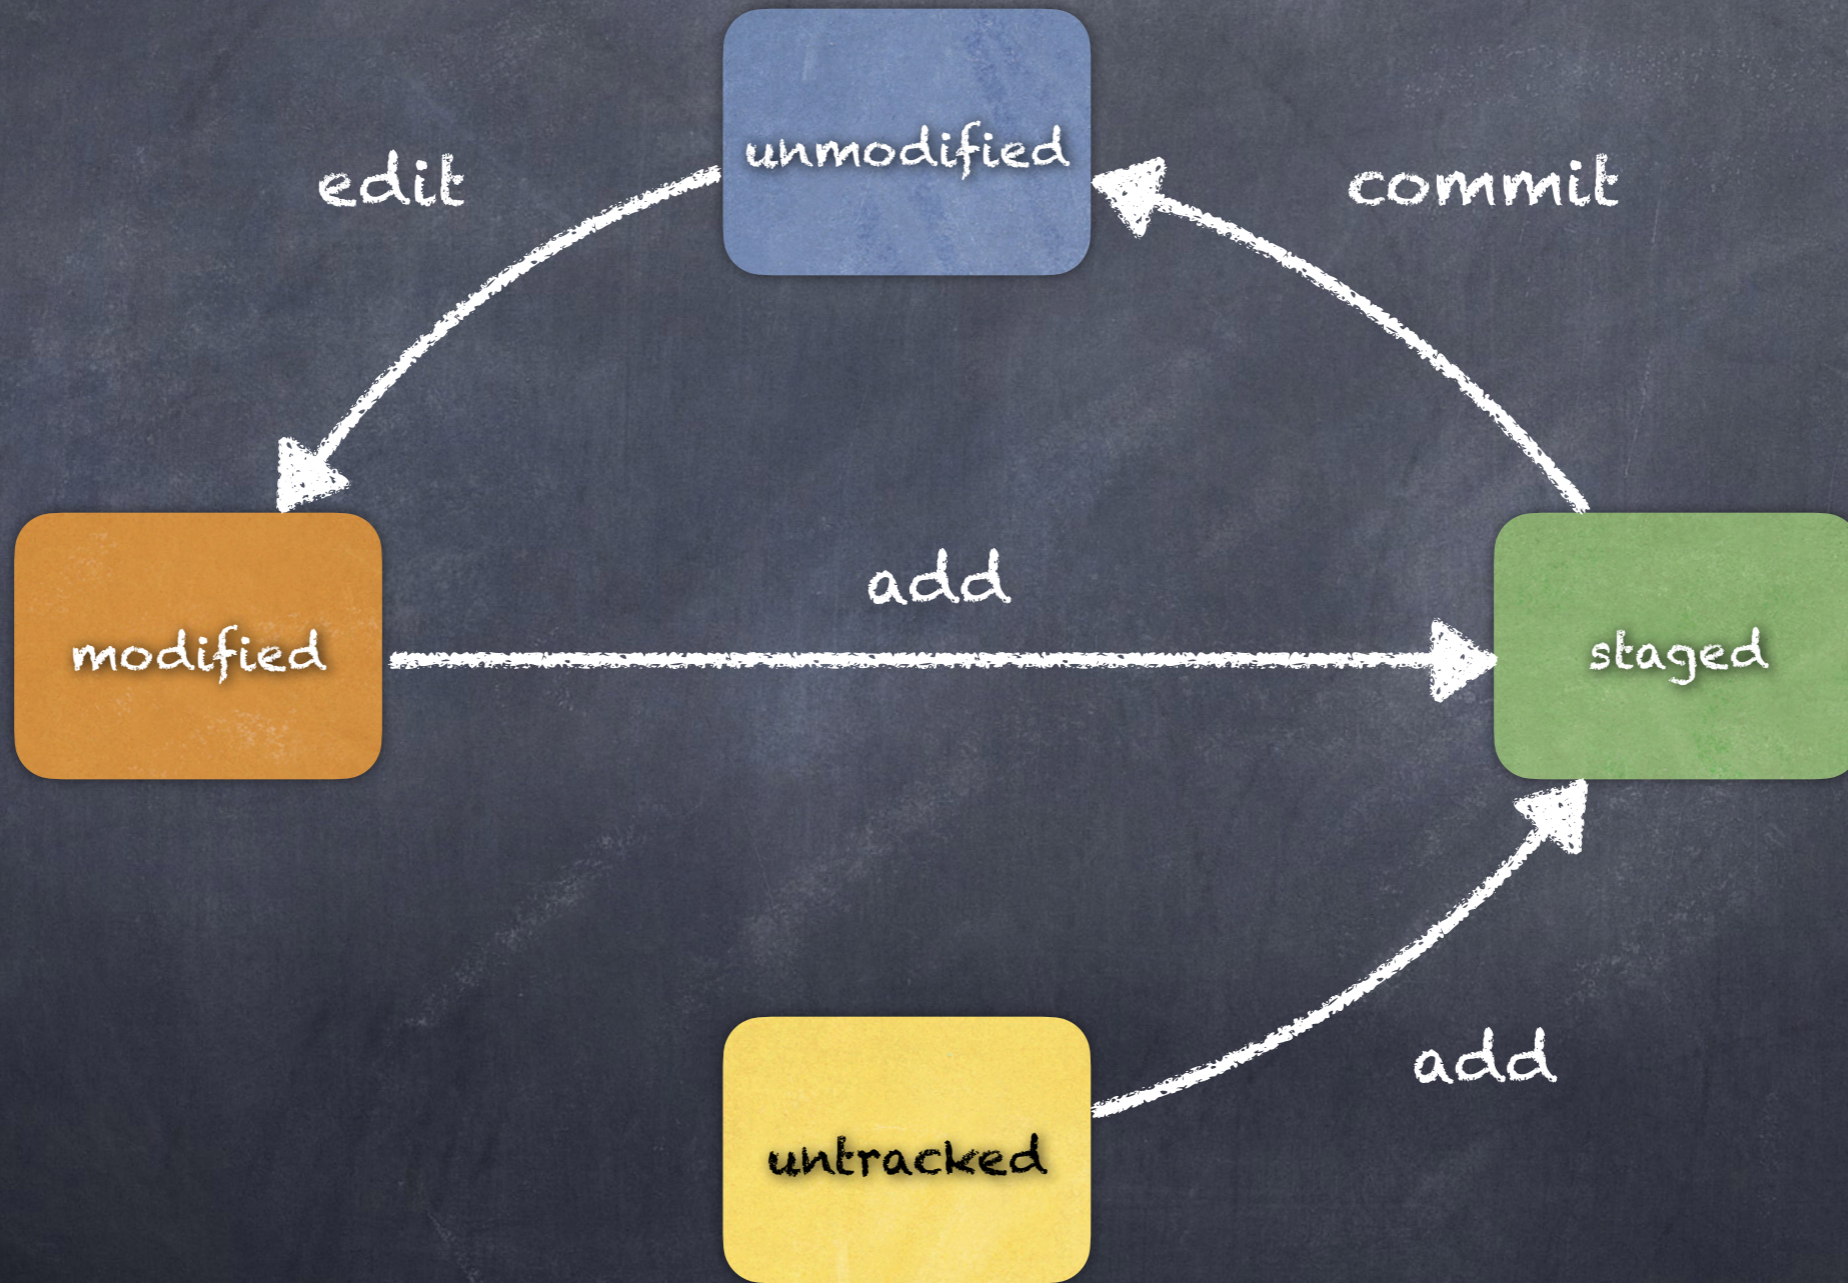 unmodified
edit
commit
add
modified
staged
add
untracked